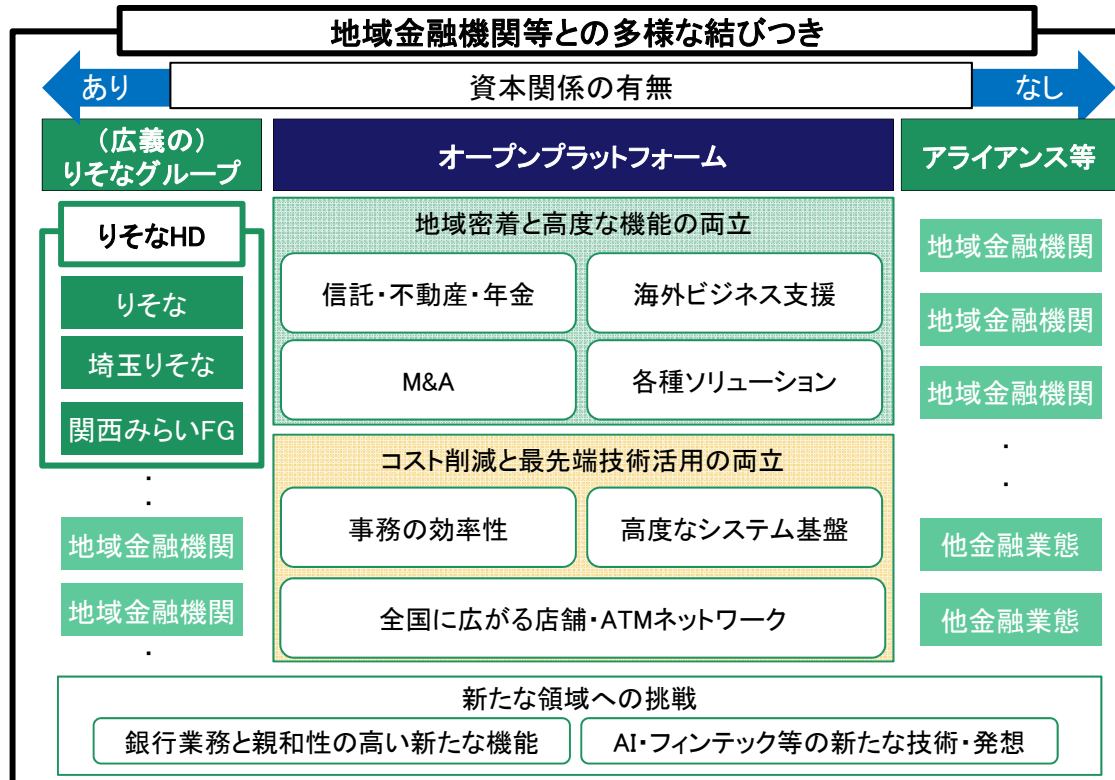 地域金融機関等との多様な結びつき
あり
資本関係の有無
なし
（広義の）
りそなグループ
オープンプラットフォーム
アライアンス等
りそなHD
りそな
埼玉りそな
関西みらいFG
・
・
地域金融機関
地域金融機関
・
地域密着と高度な機能の両立
信託・不動産・年金
海外ビジネス支援
M&A
各種ソリューション
コスト削減と最先端技術活用の両立
事務の効率性
高度なシステム基盤
全国に広がる店舗・ATMネットワーク
地域金融機関
地域金融機関
地域金融機関
・
・
他金融業態
他金融業態
新たな領域への挑戦
銀行業務と親和性の高い新たな機能
AI・フィンテック等の新たな技術・発想